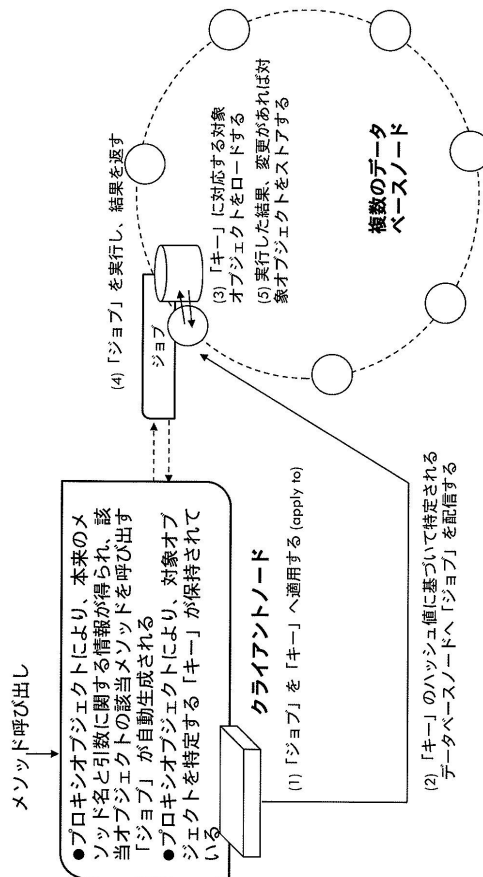 メソッド呼び出し
●プロキシオブジェクトにより、本来のメ
ソッド名と引数に関する情報が得られ、該
当オブジェクトの該当メソッドを呼び出す
「ジョブ」が自動生成される
●プロキシオブジェクトにより、対象オブ
ジェクトを特定する「キー」が保持されて
いる
クライアントノード
(1)「ジョブ」を「キー」へ適用する(apply to)
(2)「キー」のハッシュ値に基づいて特定される
データベースノードへ「ジョブ」を配信する
ジョブ
(4)「ジョブ」を実行し、結果を返す
(3)「キー」に対応する対象
オブジェクトをロードする
(5) 実行した結果、変更があれば対
象オブジェクトをストアする
複数のデータ
ベースノード